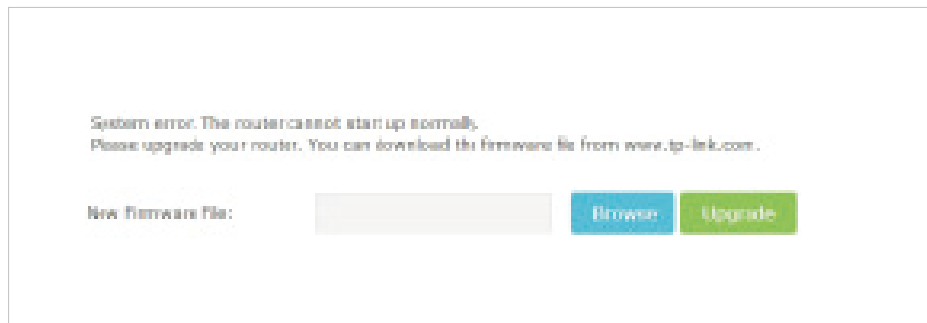 System error. The router cannot start up normally.
Please upgrade your router. You can download the firmware file from www.tp-link.com.
New Firmware File:
Browse
Upgrade